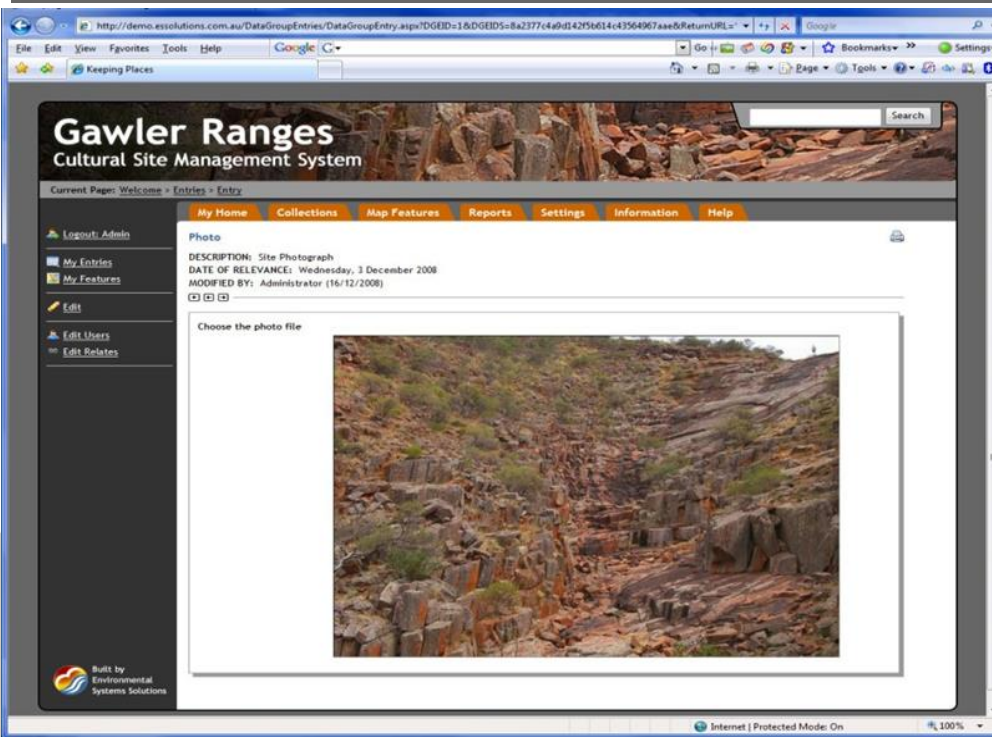 http://demo.essolutions.com.au/DataGroupEntries/DataGroupEntry.aspx?DGEID=1&DGEIDS=8a2377c4a9d142f5b614c43564967aae&ReturnURL='
Google
File Edit View Favorites Tools Help Google G Go Bookmarks Settings
Keeping Places Page Tools
Gawler Ranges
Cultural Site Management System
Search
Current Page: Welcome » Entries » Entry
My Home Collections Map Features Reports Settings Information Help
Logout: Admin
My Entries
My Features
Edit
Edit Users
Edit Relates
Photo
DESCRIPTION: Site Photograph
DATE OF RELEVANCE: Wednesday, 3 December 2008
MODIFIED BY: Administrator (16/12/2008)
Choose the photo file
Built by
Environmental
Systems Solutions
Internet | Protected Mode: On 100%